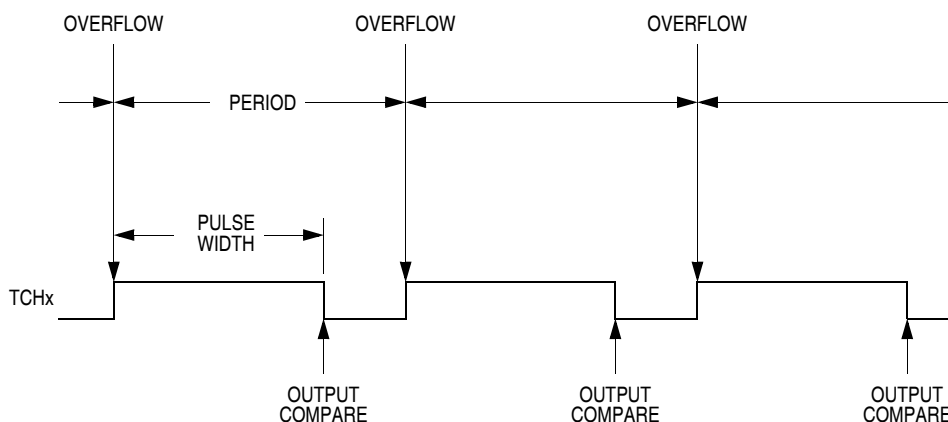 OVERFLOW
OVERFLOW
OVERFLOW
PERIOD
PULSE
WIDTH
TCHx
OUTPUT
COMPARE
OUTPUT
COMPARE
OUTPUT
COMPARE